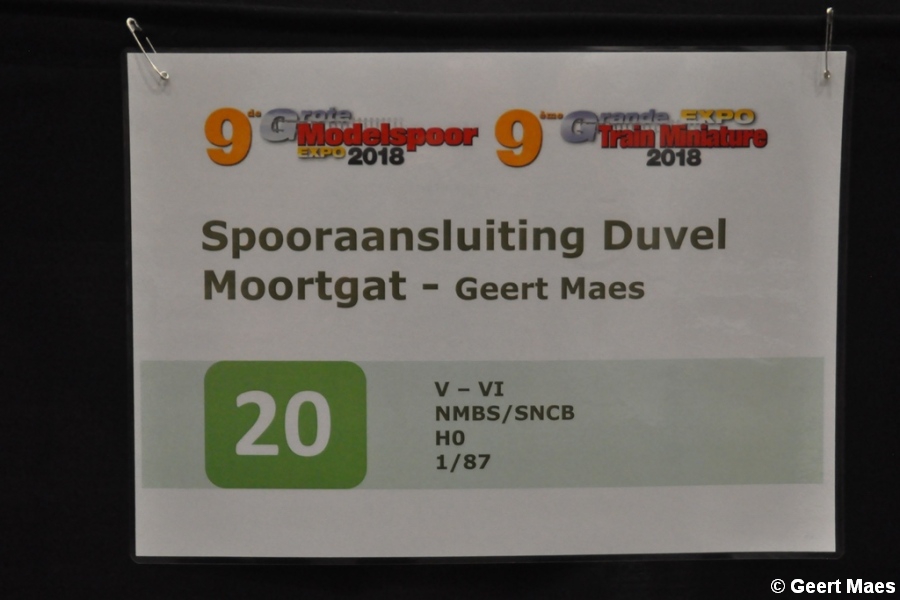 9de Grote
Modelspoor
EXPO 2018
9ème Grande EXPO
Train Miniature
2018
Spooraansluiting Duvel
Moortgat - Geert Maes
20
V – VI
NMBS/SNCB
H0
1/87
© Geert Maes